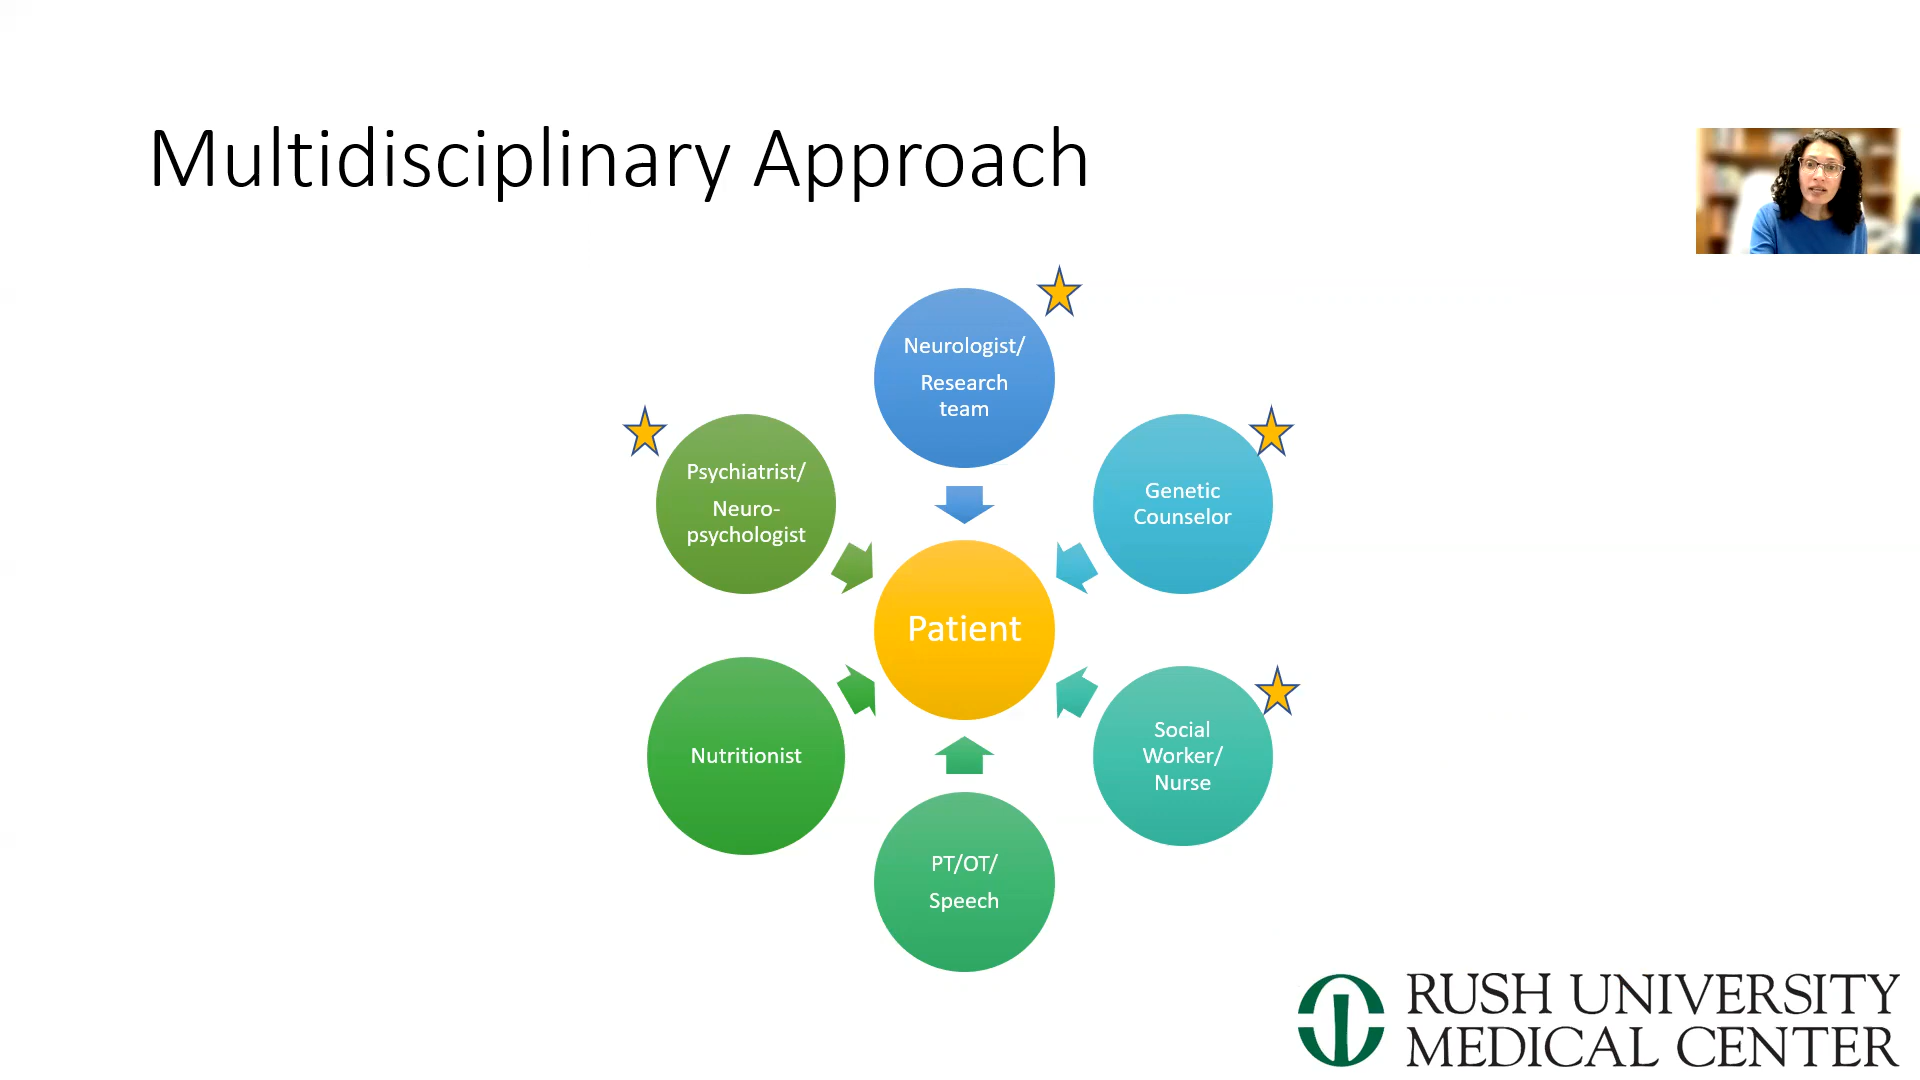 Multidisciplinary Approach
Neurologist/
Research
team
Psychiatrist/
Neuro-
psychologist
Genetic
Counselor
Patient
Nutritionist
Social
Worker/
Nurse
PT/OT/
Speech
RUSH UNIVERSITY
MEDICAL CENTER